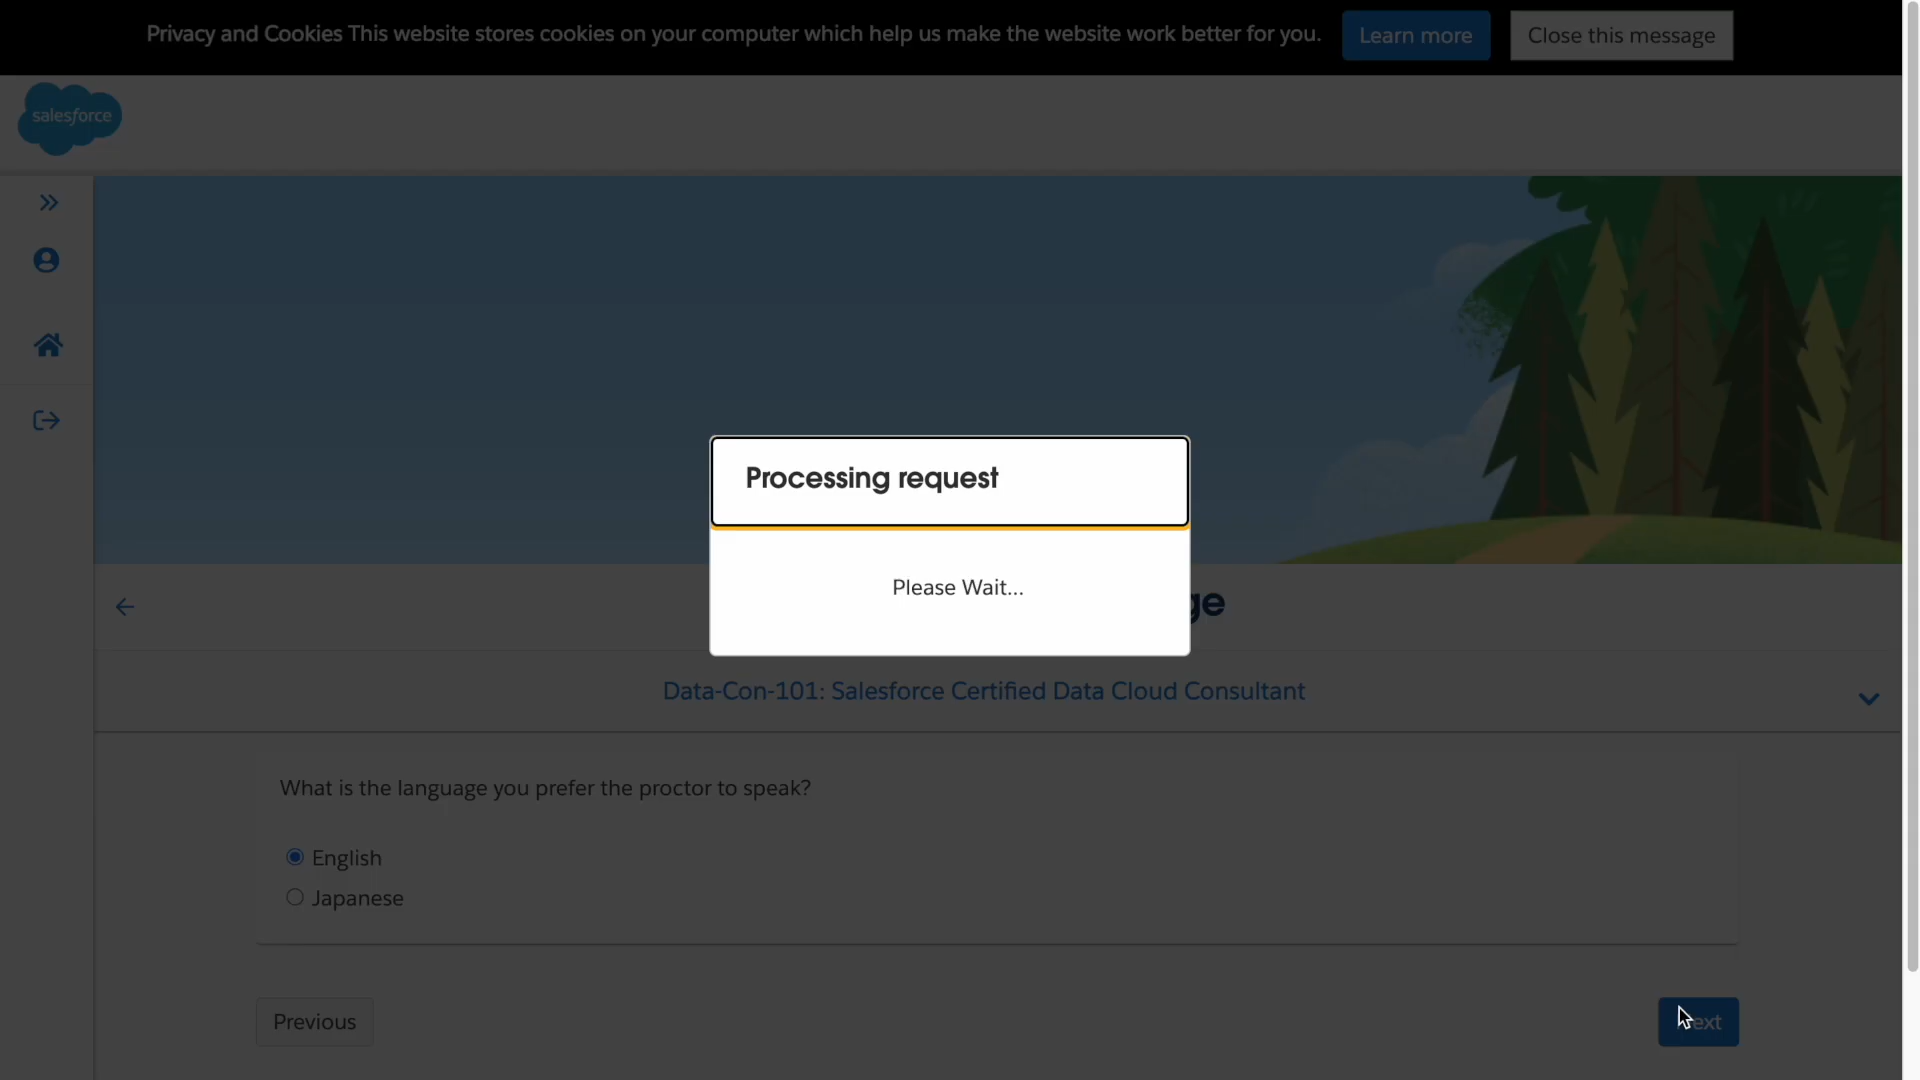 Privacy and Cookies This website stores cookies on your computer which help us make the website work better for you.
Learn more
Close this message
salesforce
Processing request
Please Wait...
Data-Con-101: Salesforce Certified Data Cloud Consultant
What is the language you prefer the proctor to speak?
English
Japanese
Previous